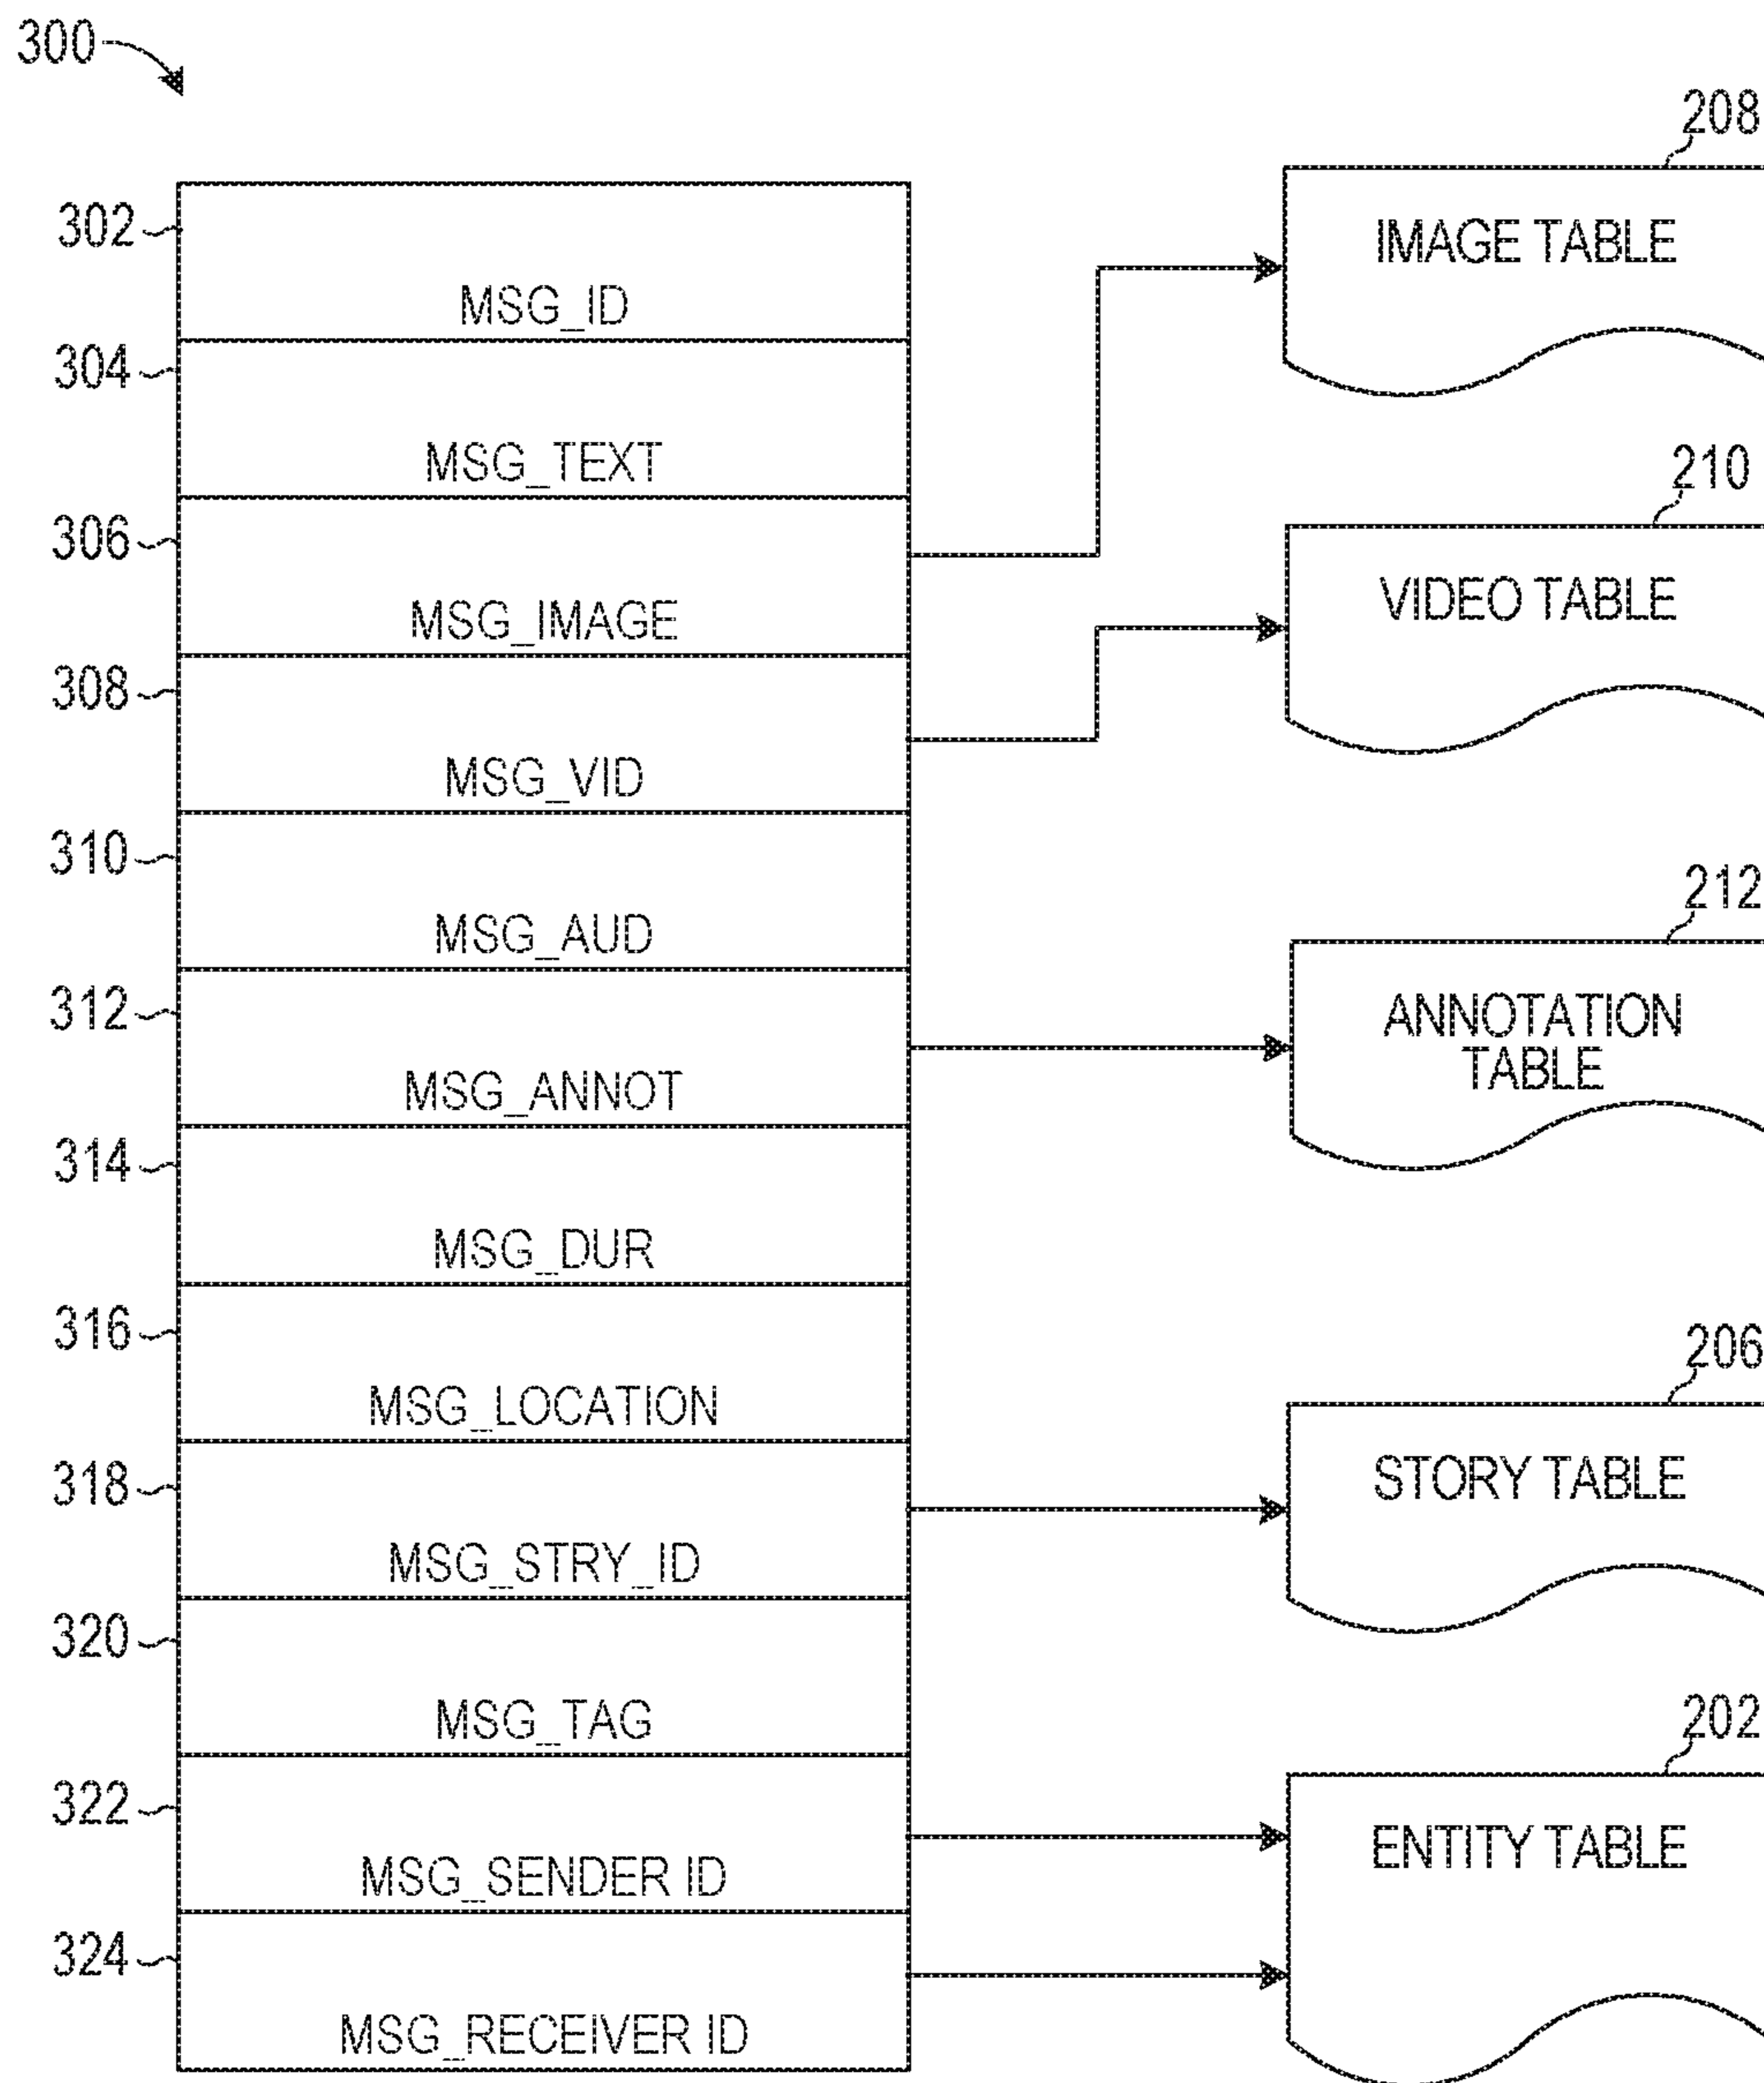 300
208
302
IMAGE TABLE
MSG_ID
304
210
MSG_TEXT
306
VIDEO TABLE
MSG_IMAGE
308
MSG_VID
310
212
MSG_AUD
312
ANNOTATION
TABLE
MSG_ANNOT
314
MSG_DUR
316
206
MSG_LOCATION
318
STORY TABLE
MSG_STRY_ID
320
202
MSG_TAG
322
ENTITY TABLE
MSG_SENDER ID
324
MSG_RECEIVER ID